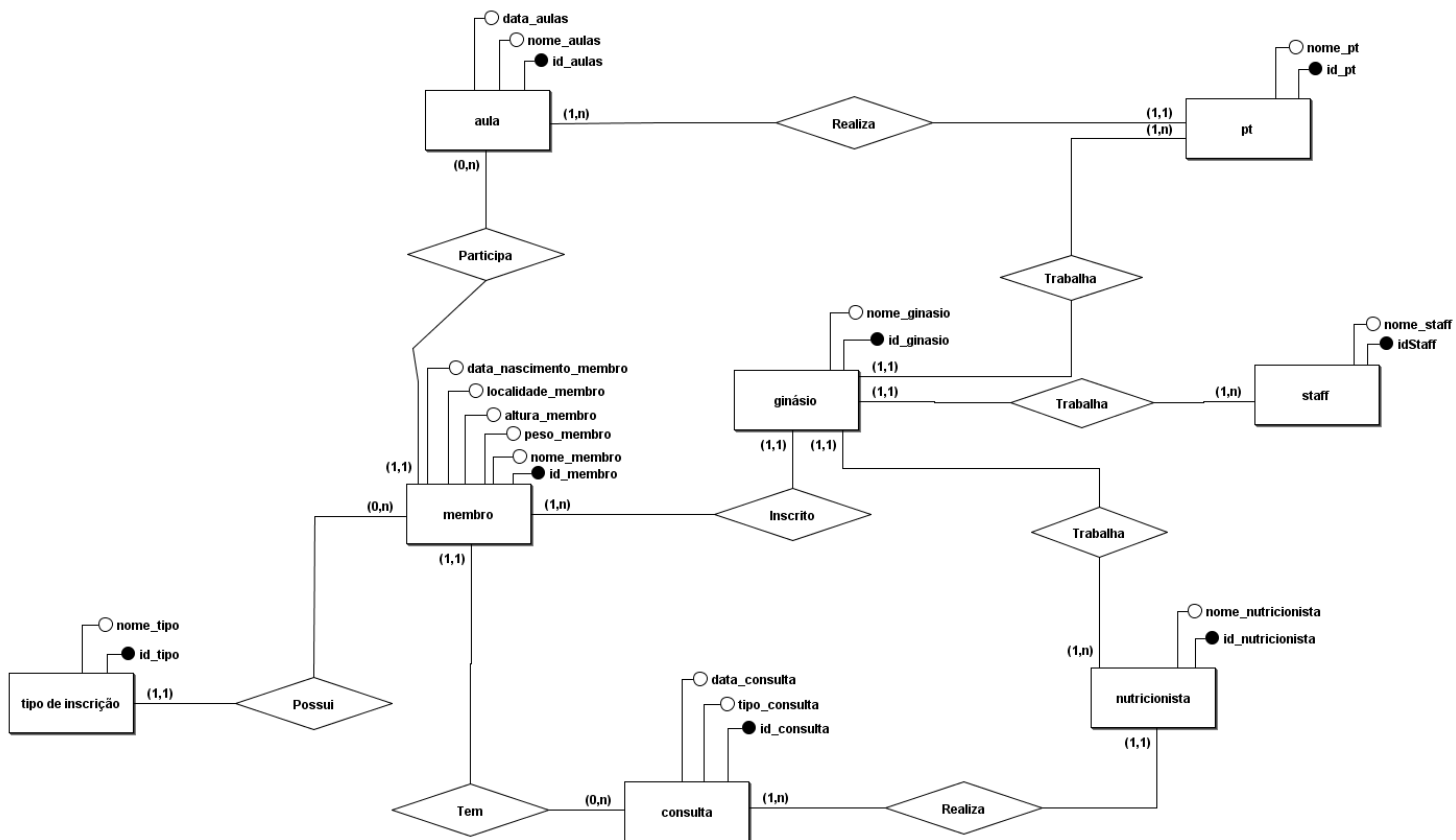 data_aulas
nome_aulas
id_aulas
aula
(1,n)
(0,n)
Realiza
nome_pt
id_pt
(1,1)
(1,n)
pt
Participa
Trabalha
nome_ginasio
id_ginasio
ginásio
(1,1)
(1,1)
(1,1)
(1,1)
Trabalha
(1,n)
nome_staff
idStaff
staff
data_nascimento_membro
localidade_membro
altura_membro
peso_membro
nome_membro
id_membro
(1,1)
(0,n)
membro
(1,n)
(1,1)
Inscrito
Trabalha
nome_tipo
id_tipo
tipo de inscrição
(1,1)
Possui
nome_nutricionista
id_nutricionista
(1,n)
nutricionista
(1,1)
data_consulta
tipo_consulta
id_consulta
Tem
(0,n)
consulta
(1,n)
Realiza